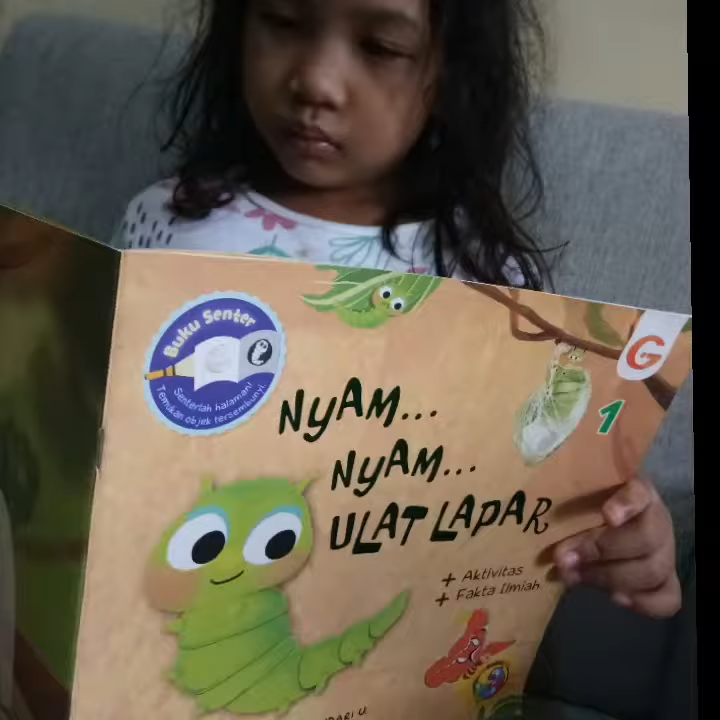 Buku Senter
Senterlah halaman!
Temukan objek tersembunyi.
G
1
NYAM...
NYAM...
ULAT LAPAR
+ Aktivitas
+ Fakta Ilmiah
U.